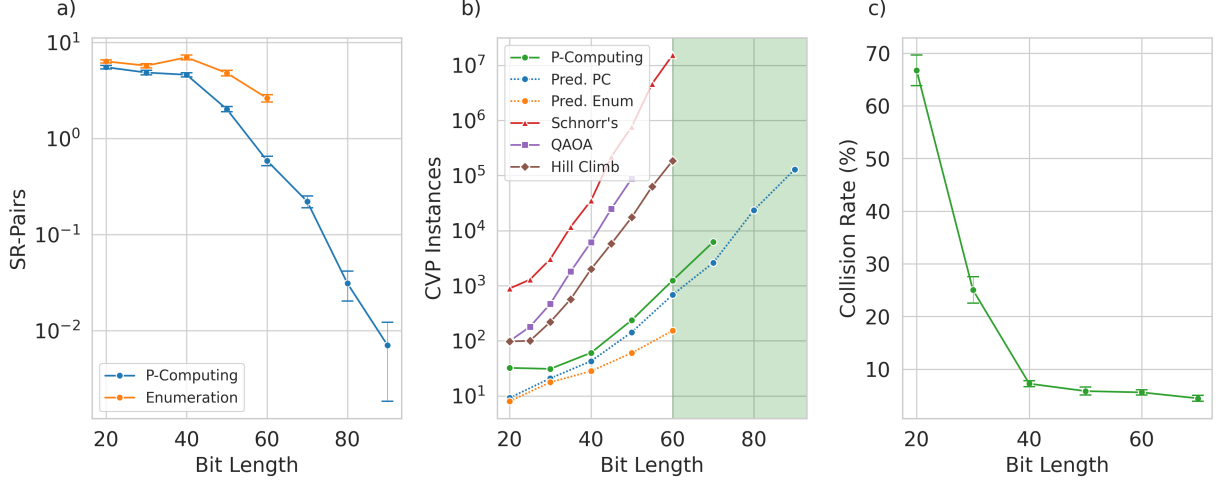 a)
SR-Pairs
10^1
10^0
10^−1
10^−2
P-Computing
Enumeration
20 40 60 80
Bit Length
b)
CVP Instances
10^7
10^6
10^5
10^4
10^3
10^2
10^1
P-Computing
Pred. PC
Pred. Enum
Schnorr's
QAOA
Hill Climb
20 40 60 80
Bit Length
c)
Collision Rate (%)
70
60
50
40
30
20
10
20 40 60
Bit Length